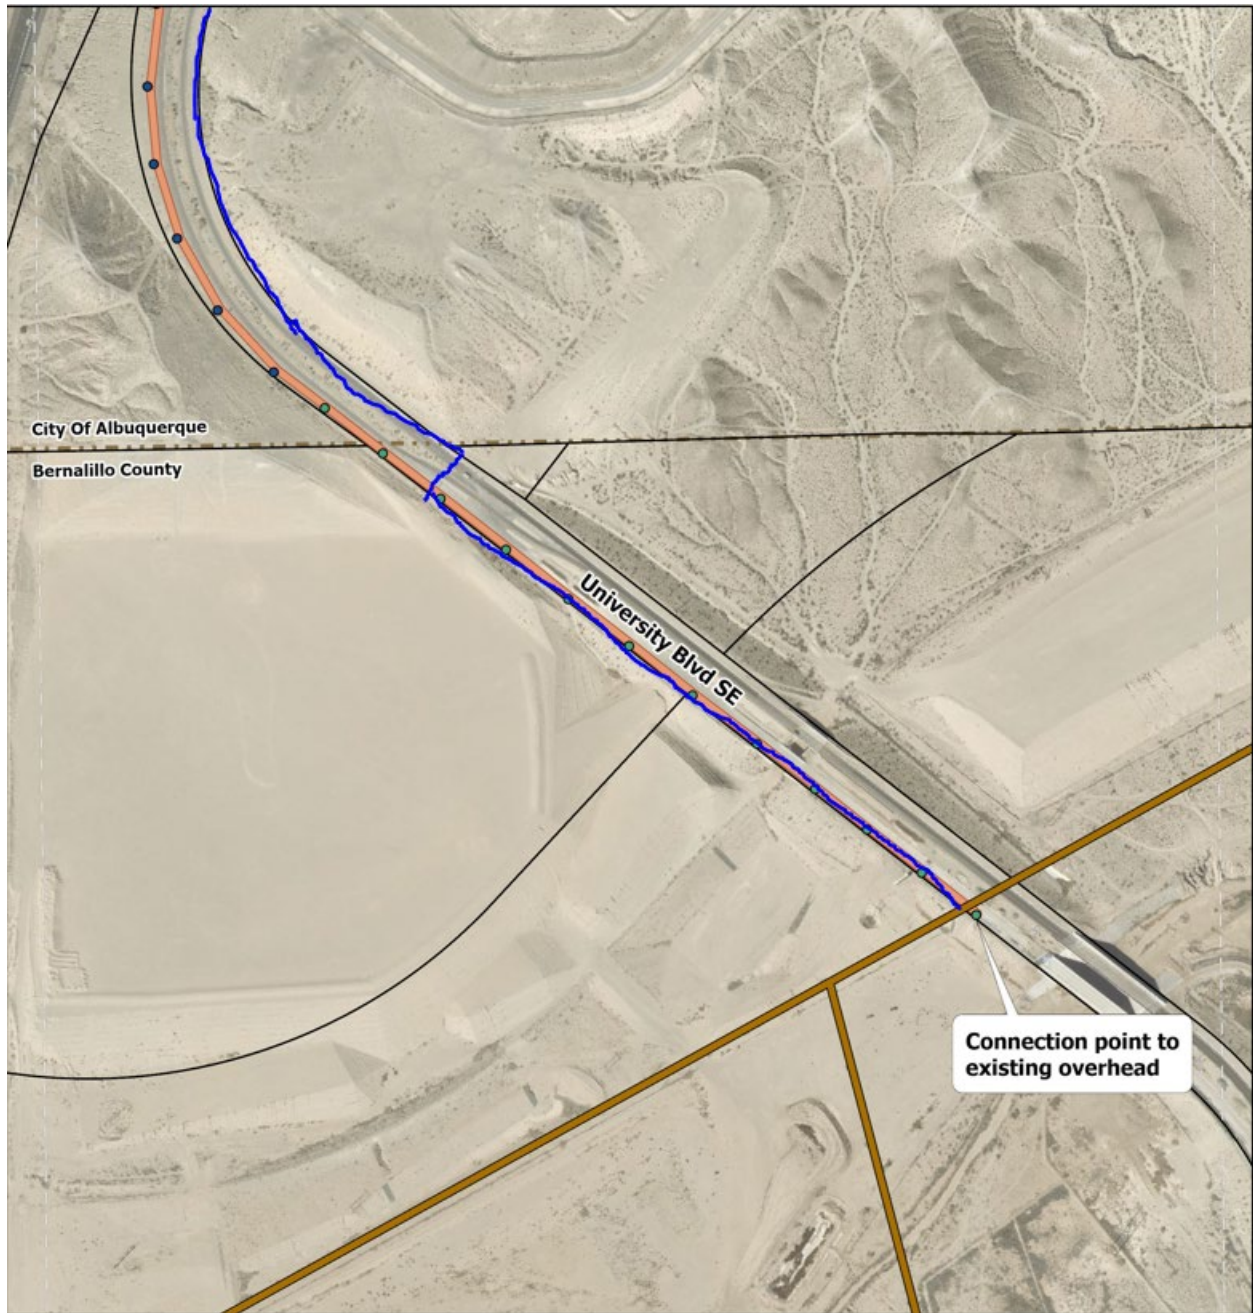 City Of Albuquerque
Bernalillo County
University Blvd SE
Connection point to
existing overhead